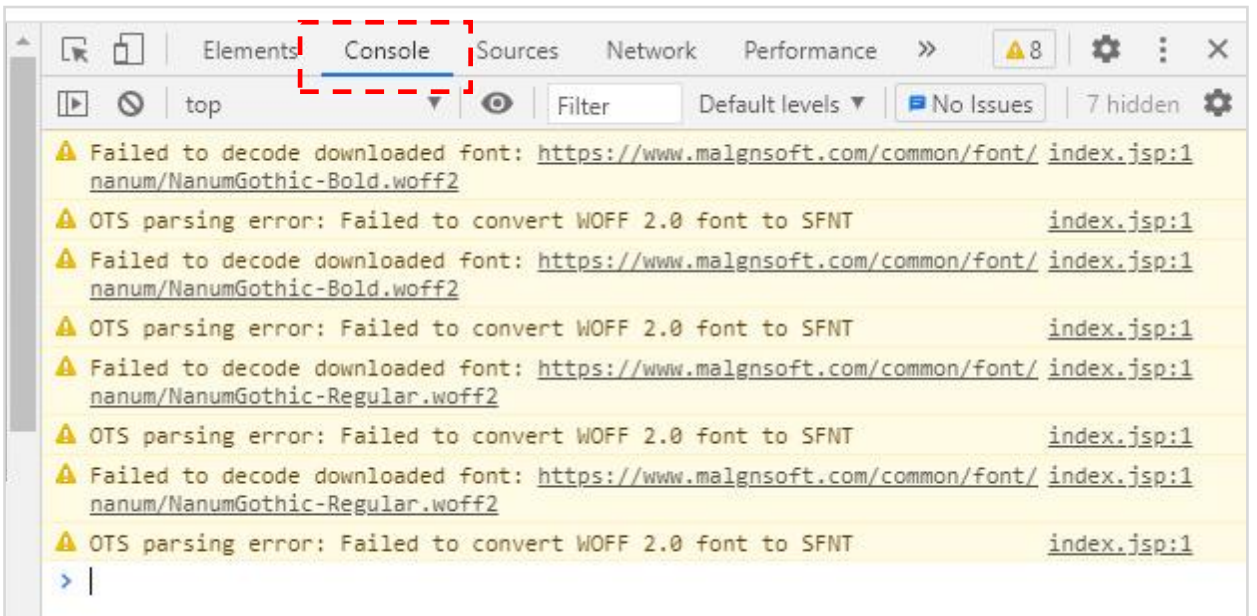 Elements Console Sources Network Performance » 8
top Filter Default levels ▼ No Issues 7 hidden
Failed to decode downloaded font: https://www.malgnsoft.com/common/font/ index.jsp:1
nanum/NanumGothic-Bold.woff2
OTS parsing error: Failed to convert WOFF 2.0 font to SFNT index.jsp:1
Failed to decode downloaded font: https://www.malgnsoft.com/common/font/ index.jsp:1
nanum/NanumGothic-Bold.woff2
OTS parsing error: Failed to convert WOFF 2.0 font to SFNT index.jsp:1
Failed to decode downloaded font: https://www.malgnsoft.com/common/font/ index.jsp:1
nanum/NanumGothic-Regular.woff2
OTS parsing error: Failed to convert WOFF 2.0 font to SFNT index.jsp:1
Failed to decode downloaded font: https://www.malgnsoft.com/common/font/ index.jsp:1
nanum/NanumGothic-Regular.woff2
OTS parsing error: Failed to convert WOFF 2.0 font to SFNT index.jsp:1
>